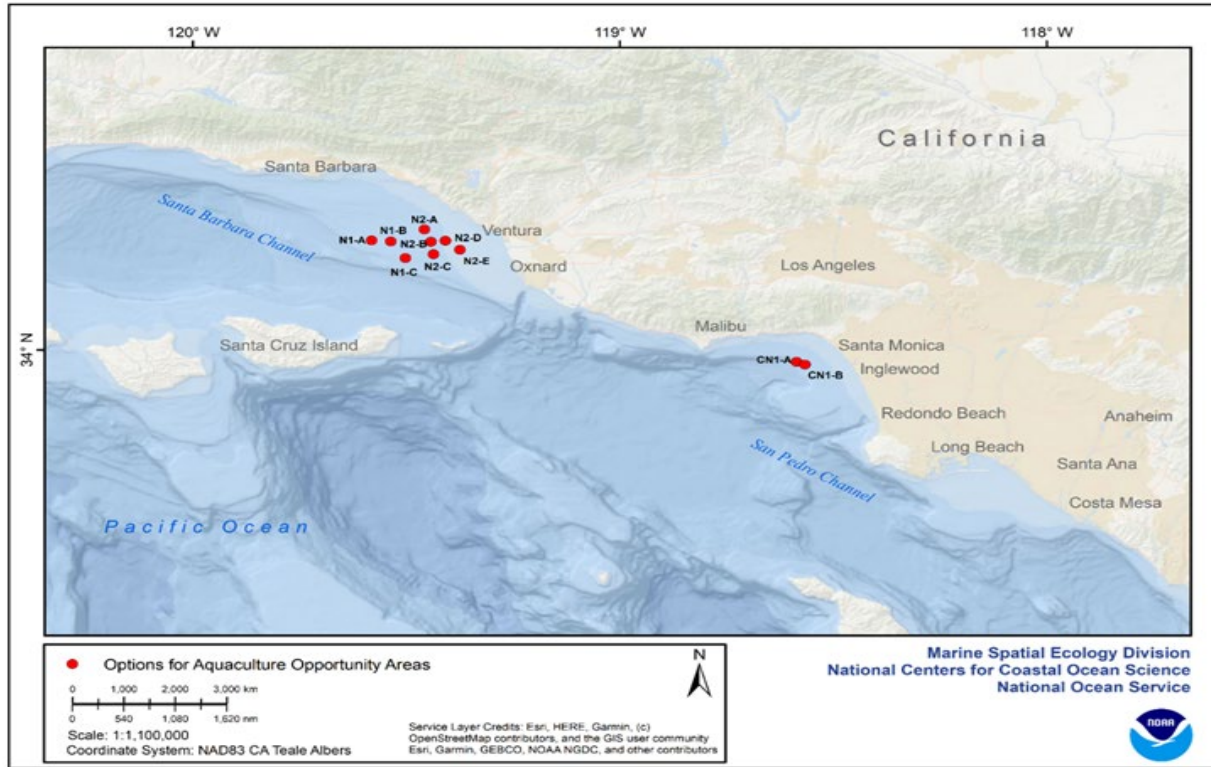 120° W 119° W 118° W
California
Santa Barbara
Santa Barbara Channel
N2-A
N1-B
N1-A
N2-B
N2-D
Ventura
N2-E
N2-C
N1-C
Oxnard
Los Angeles
Malibu
34° N
Santa Cruz Island
Santa Monica
CN1-A
Inglewood
CN1-B
Redondo Beach
Anaheim
Long Beach
San Pedro Channel
Santa Ana
Costa Mesa
Pacific Ocean
Options for Aquaculture Opportunity Areas
0 1,000 2,000 3,000 km
0 540 1,080 1,620 nm
Scale: 1:1,100,000
Coordinate System: NAD83 CA Teale Albers
N
Service Layer Credits: Esri, HERE, Garmin, (c)
OpenStreetMap contributors, and the GIS user community
Esri, Garmin, GEBCO, NOAA NGDC, and other contributors
Marine Spatial Ecology Division
National Centers for Coastal Ocean Science
National Ocean Service
NOAA